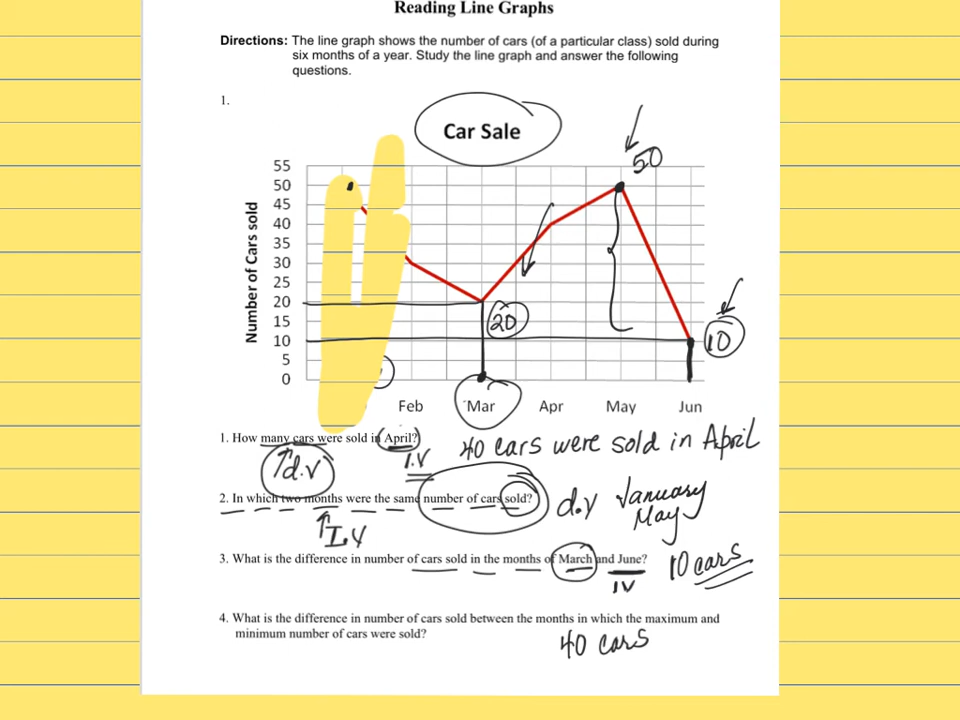 Reading Line Graphs
Directions: The line graph shows the number of cars (of a particular class) sold during
six months of a year. Study the line graph and answer the following
questions.
1.
Car Sale
50
55
50
45
40
35
30
25
20
15
10
5
0
Number of Cars sold
20
10
Feb
Mar
Apr
May
Jun
1. How many cars were sold in April?
40 cars were sold in April
d.v
I.V
2. In which two months were the same number of cars sold?
d.v January
May
I.V
3. What is the difference in number of cars sold in the months of March and June?
10 cars
IV
4. What is the difference in number of cars sold between the months in which the maximum and
minimum number of cars were sold?
40 cars